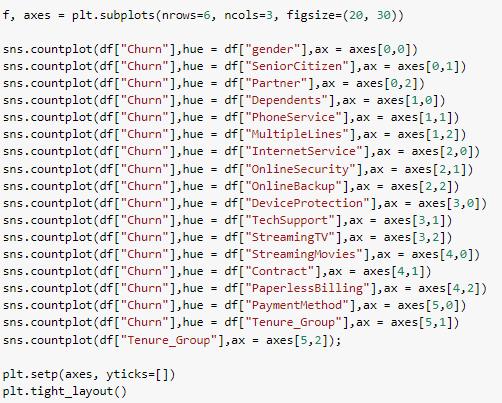 f, axes = plt.subplots(nrows=6, ncols=3, figsize=(20, 30))
sns.countplot(df["Churn"],hue = df["gender"],ax = axes[0,0])
sns.countplot(df["Churn"],hue = df["SeniorCitizen"],ax = axes[0,1])
sns.countplot(df["Churn"],hue = df["Partner"],ax = axes[0,2])
sns.countplot(df["Churn"],hue = df["Dependents"],ax = axes[1,0])
sns.countplot(df["Churn"],hue = df["PhoneService"],ax = axes[1,1])
sns.countplot(df["Churn"],hue = df["MultipleLines"],ax = axes[1,2])
sns.countplot(df["Churn"],hue = df["InternetService"],ax = axes[2,0])
sns.countplot(df["Churn"],hue = df["OnlineSecurity"],ax = axes[2,1])
sns.countplot(df["Churn"],hue = df["OnlineBackup"],ax = axes[2,2])
sns.countplot(df["Churn"],hue = df["DeviceProtection"],ax = axes[3,0])
sns.countplot(df["Churn"],hue = df["TechSupport"],ax = axes[3,1])
sns.countplot(df["Churn"],hue = df["StreamingTV"],ax = axes[3,2])
sns.countplot(df["Churn"],hue = df["StreamingMovies"],ax = axes[4,0])
sns.countplot(df["Churn"],hue = df["Contract"],ax = axes[4,1])
sns.countplot(df["Churn"],hue = df["PaperlessBilling"],ax = axes[4,2])
sns.countplot(df["Churn"],hue = df["PaymentMethod"],ax = axes[5,0])
sns.countplot(df["Churn"],hue = df["Tenure_Group"],ax = axes[5,1])
sns.countplot(df["Tenure_Group"],ax = axes[5,2]);
plt.setp(axes, yticks=[])
plt.tight_layout()